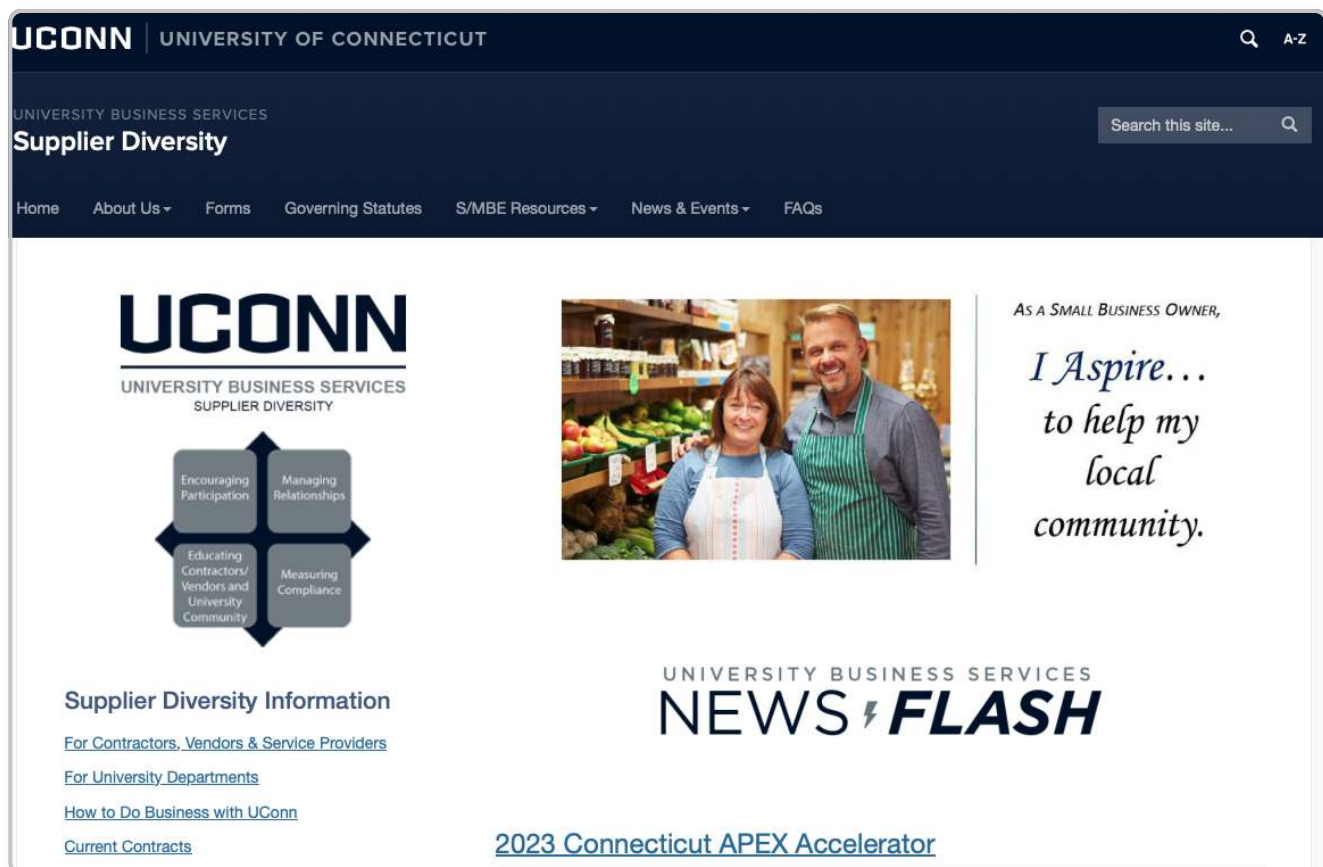 UCONN UNIVERSITY OF CONNECTICUT
A-Z
UNIVERSITY BUSINESS SERVICES
Supplier Diversity
Search this site...
Home About Us Forms Governing Statutes S/MBE Resources News & Events FAQs
UCONN
UNIVERSITY BUSINESS SERVICES
SUPPLIER DIVERSITY
Encouraging
Participation
Managing
Relationships
Educating
Contractors/
Vendors and
University
Community
Measuring
Compliance
Supplier Diversity Information
For Contractors, Vendors & Service Providers
For University Departments
How to Do Business with UConn
Current Contracts
AS A SMALL BUSINESS OWNER,
I Aspire...
to help my
local
community.
UNIVERSITY BUSINESS SERVICES
NEWS FLASH
2023 Connecticut APEX Accelerator